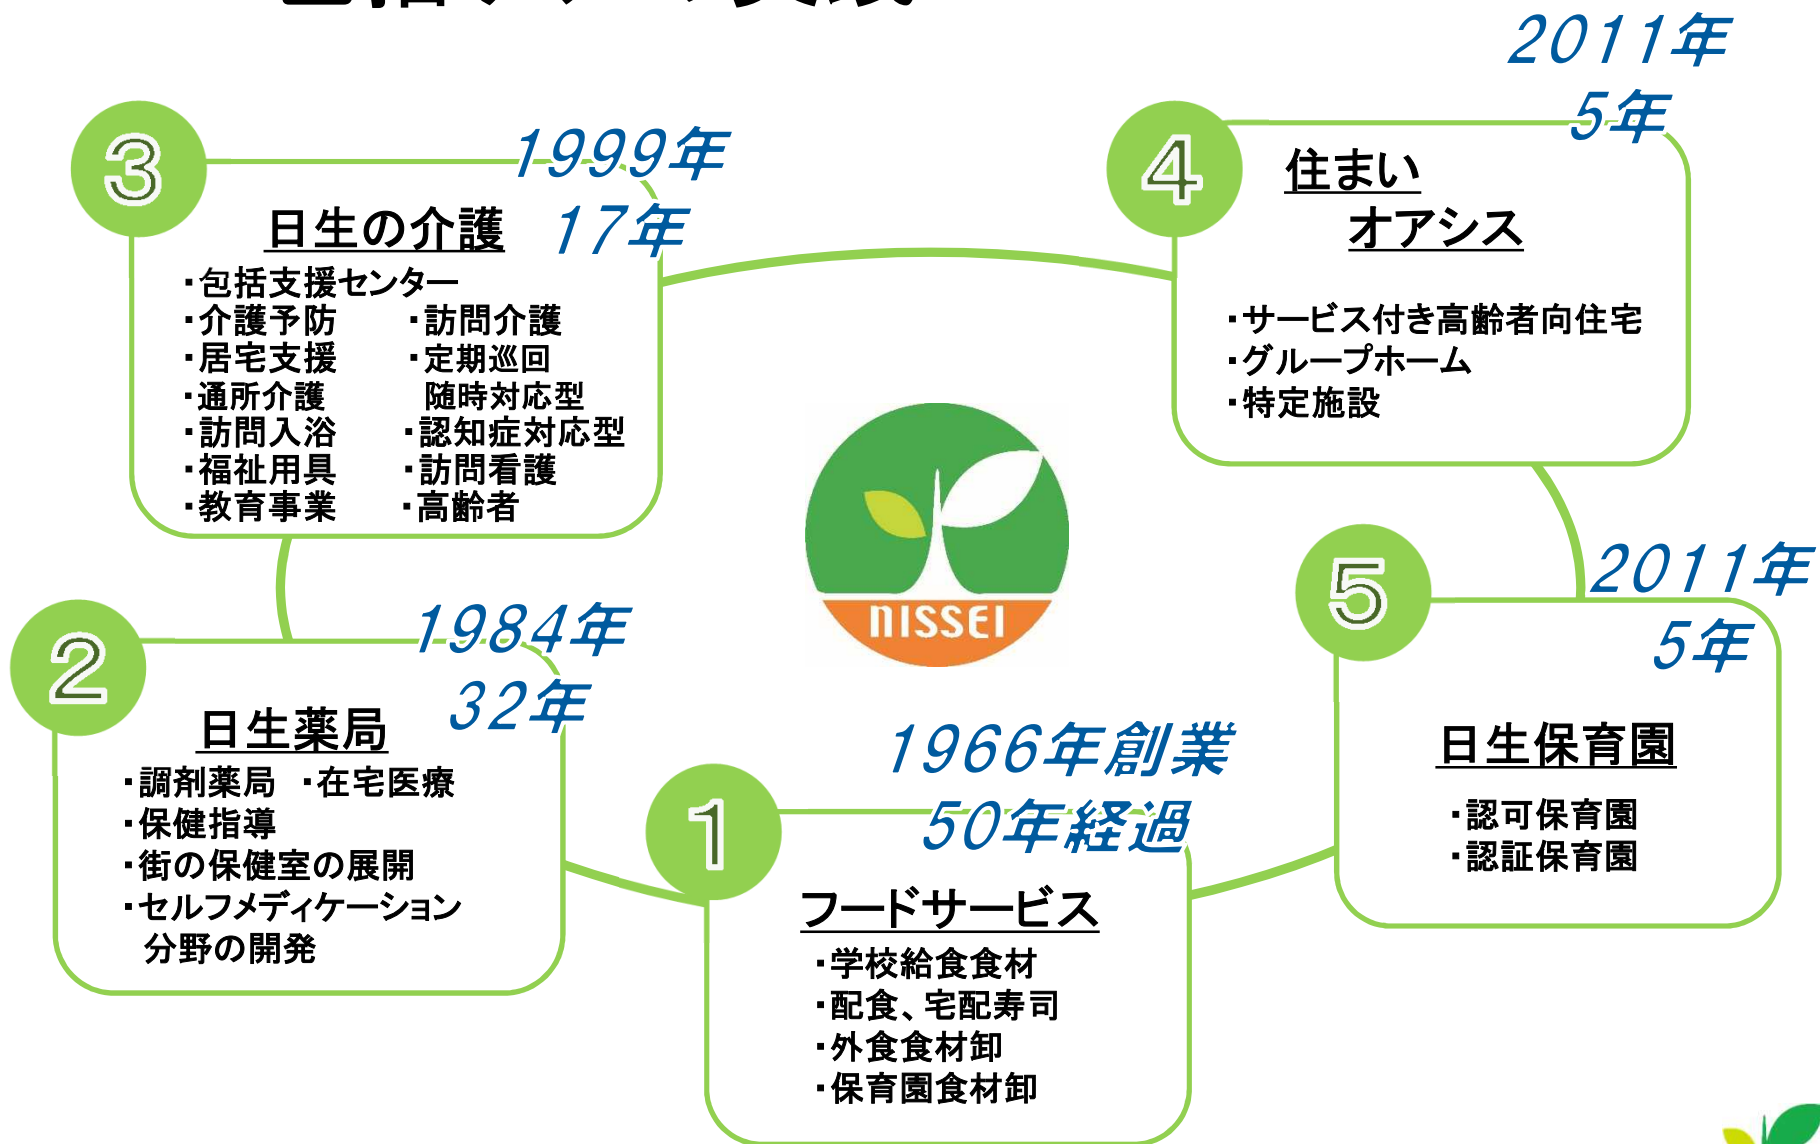 ③
1999年
17年
日生の介護
・包括支援センター
・介護予防 ・訪問介護
・居宅支援 ・定期巡回
・通所介護 随時対応型
・訪問入浴 ・認知症対応型
・福祉用具 ・訪問看護
・教育事業 ・高齢者
2011年
5年
4
住まい
オアシス
・サービス付き高齢者向住宅
・グループホーム
・特定施設
NISSEI
2
1984年
32年
日生薬局
・調剤薬局 ・在宅医療
・保健指導
・街の保健室の展開
・セルフメディケーション
分野の開発
1
1966年創業
50年経過
フードサービス
・学校給食食材
・配食、宅配寿司
・外食食材卸
・保育園食材卸
5
2011年
5年
日生保育園
・認可保育園
・認証保育園